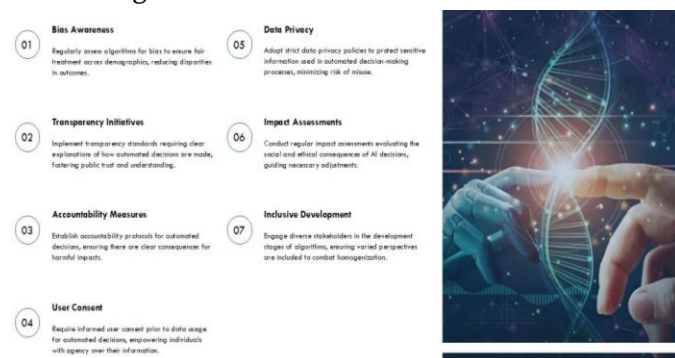 01
Bias Awareness
Regularly assess algorithms for bias to ensure fair
treatment across demographics, reducing disparities
in outcomes.
02
Transparency Initiatives
Implement transparency standards requiring clear
explanations of how automated decisions are made,
fostering public trust and understanding.
03
Accountability Measures
Establish accountability protocols for automated
decisions, ensuring there are clear consequences for
harmful impacts.
04
User Consent
Require informed user consent prior to data usage
for automated decisions, empowering individuals
with agency over their information.
05
Data Privacy
Adopt strict data privacy policies to protect sensitive
information used in automated decision-making
processes, minimizing risk of misuse.
06
Impact Assessments
Conduct regular impact assessments evaluating the
social and ethical consequences of AI decisions,
guiding necessary adjustments.
07
Inclusive Development
Engage diverse stakeholders in the development
stages of algorithms, ensuring varied perspectives
are included to combat homogenization.